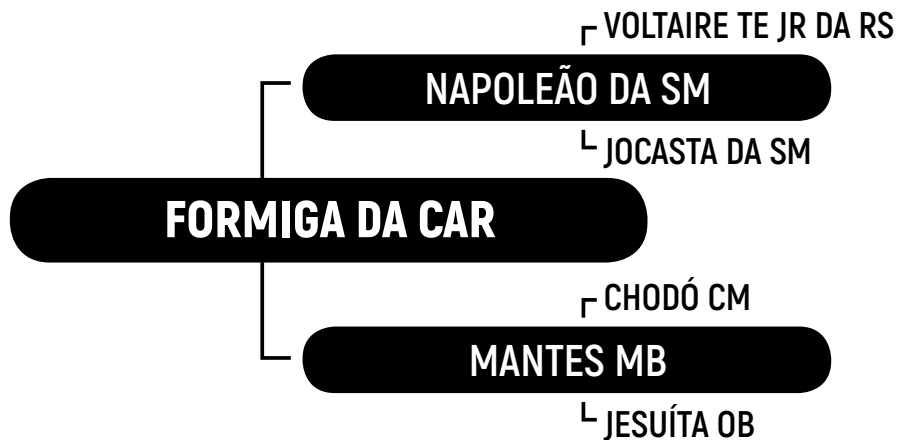 VOLTAIRE TE JR DA RS
NAPOLEÃO DA SM
JOCASTA DA SM
FORMIGA DA CAR
CHODÓ CM
MANTES MB
JESUÍTA OB